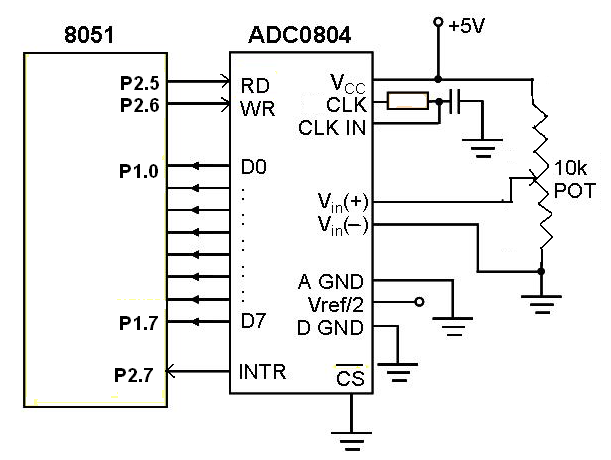 8051
ADC0804
+5V
P2.5
RD
P2.6
WR
VCC
CLK
CLK IN
P1.0
D0
10k
POT
Vin(+)
Vin(–)
A GND
Vref/2
D GND
P1.7
D7
P2.7
INTR
CS